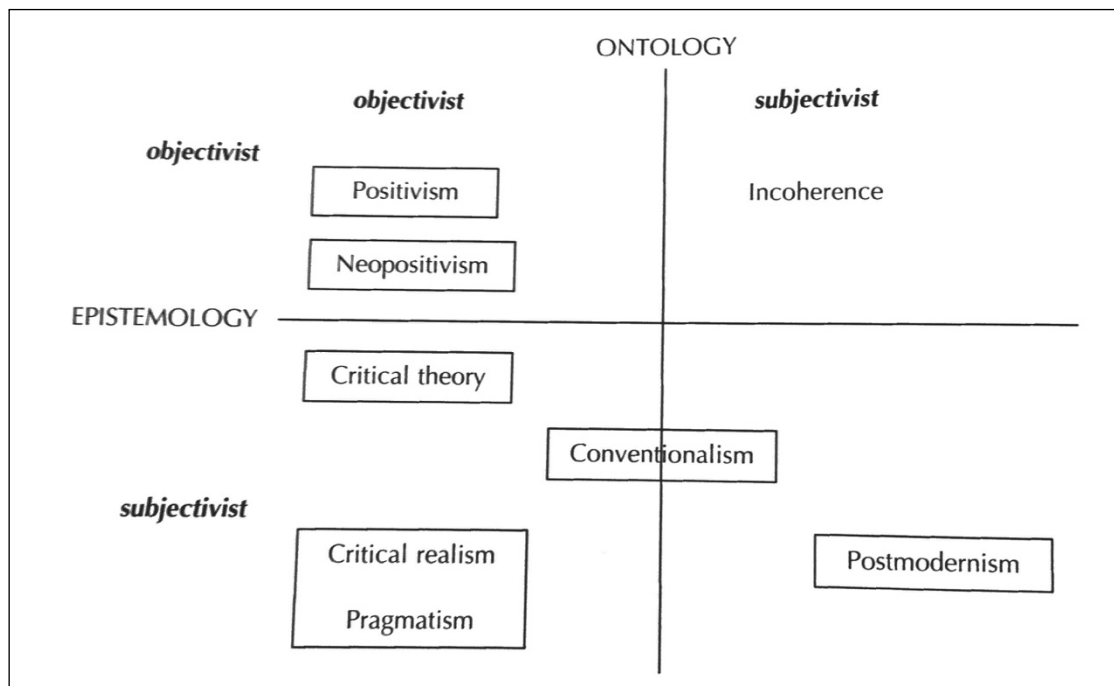 ONTOLOGY
objectivist
subjectivist
objectivist
Positivism
Incoherence
Neopositivism
EPISTEMOLOGY
Critical theory
Conventionalism
subjectivist
Critical realism
Postmodernism
Pragmatism